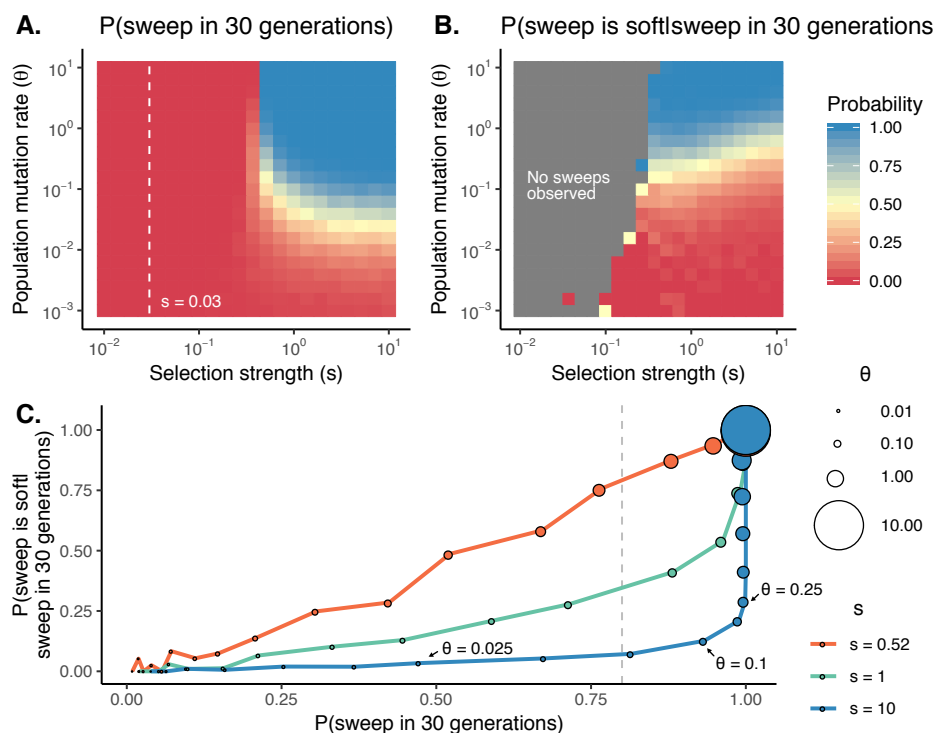 A.
P(sweep in 30 generations)
Population mutation rate (θ)
10¹
10⁰
10⁻¹
10⁻²
10⁻³
s = 0.03
10⁻²
10⁻¹
10⁰
10¹
Selection strength (s)
B.
P(sweep is soft|sweep in 30 generations
Population mutation rate (θ)
10¹
10⁰
10⁻¹
10⁻²
10⁻³
No sweeps
observed
10⁻²
10⁻¹
10⁰
10¹
Selection strength (s)
Probability
1.00
0.75
0.50
0.25
0.00
C.
P(sweep is soft|
sweep in 30 generations)
1.00
0.75
0.50
0.25
0.00
θ = 0.25
θ = 0.025
θ = 0.1
0.00
0.25
0.50
0.75
1.00
P(sweep in 30 generations)
θ
0.01
0.10
1.00
10.00
s
s = 0.52
s = 1
s = 10